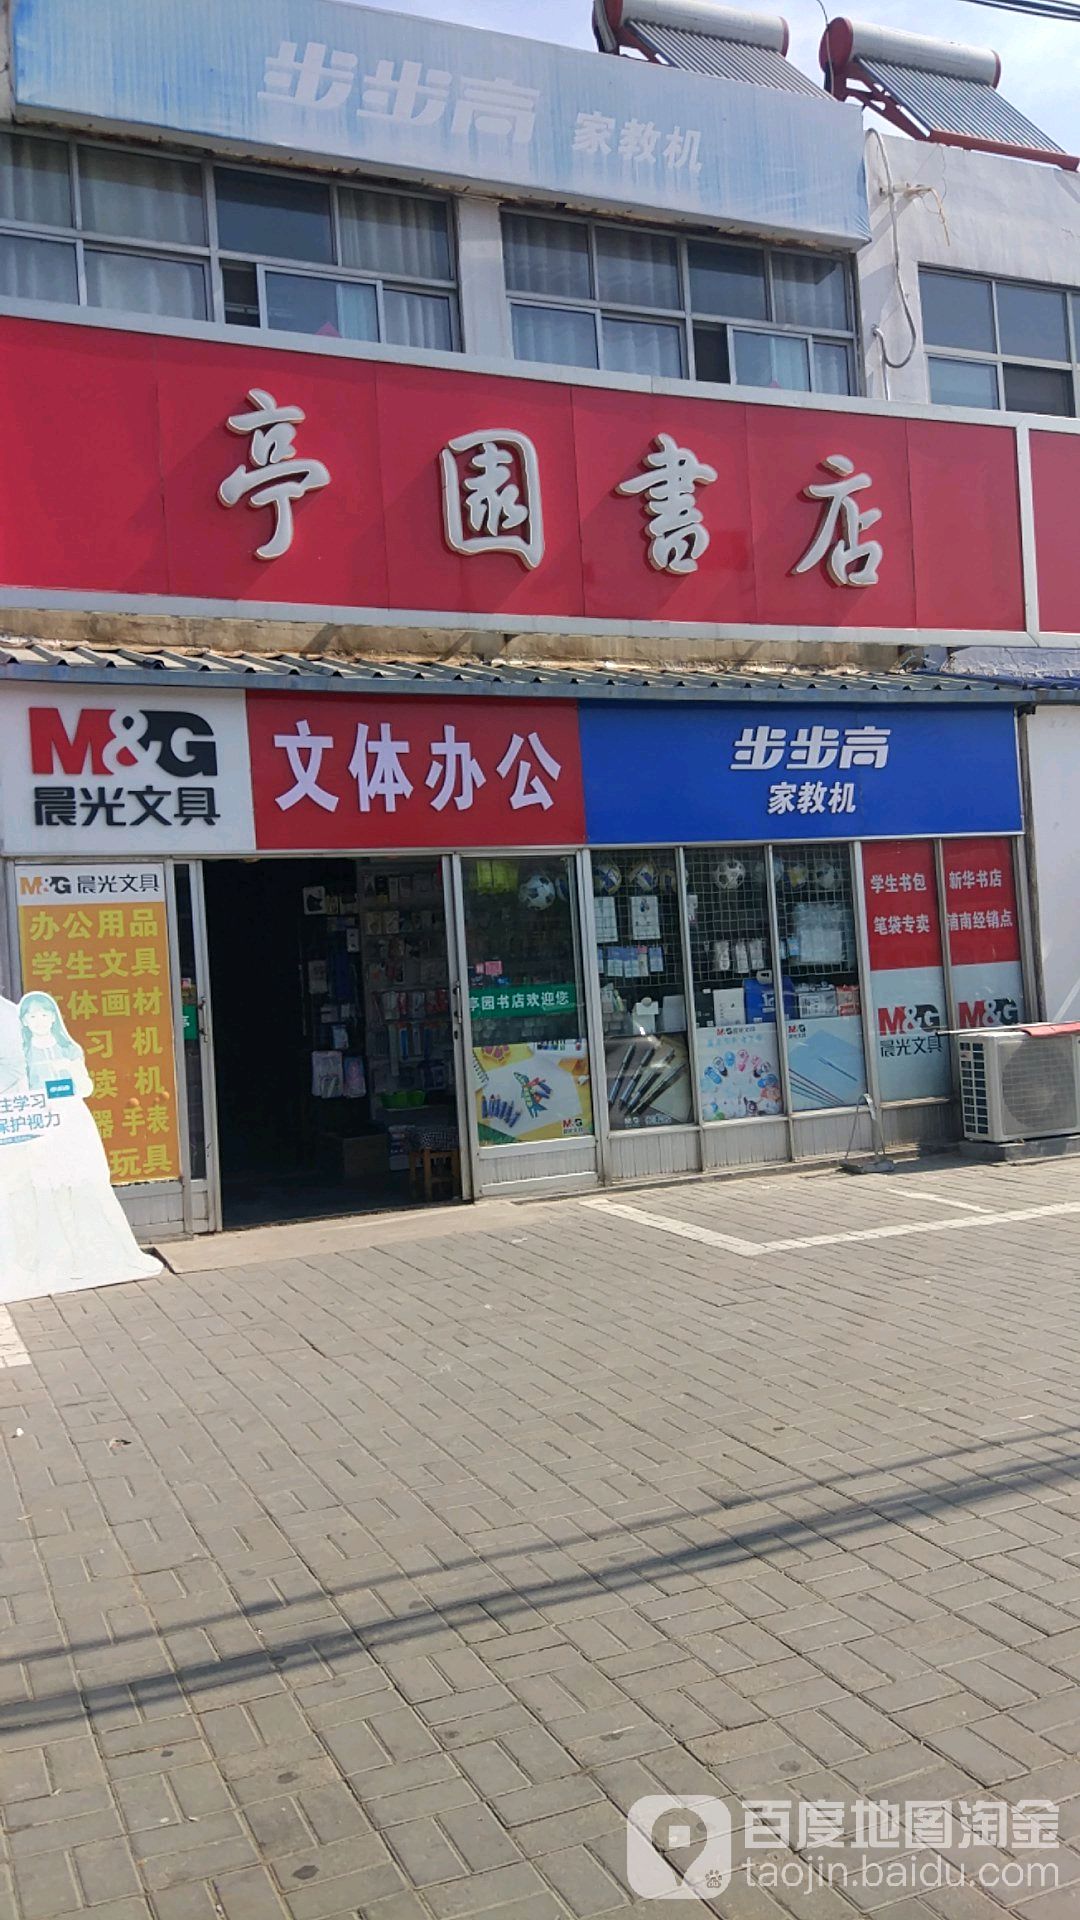 步步高 家教机
亭園書店
M&G
晨光文具
文体办公
步步高
家教机
M&G 晨光文具
办公用品
学生文具
体画材
习机
读机
器手表
玩具
学生书包
笔袋专卖
新华书店
浦南经销点
亭园书店欢迎您
M&G
晨光文具
M&G
M&G
M&G
M&G
亭
注学习
保护视力
百度地图淘金
taojin.baidu.com